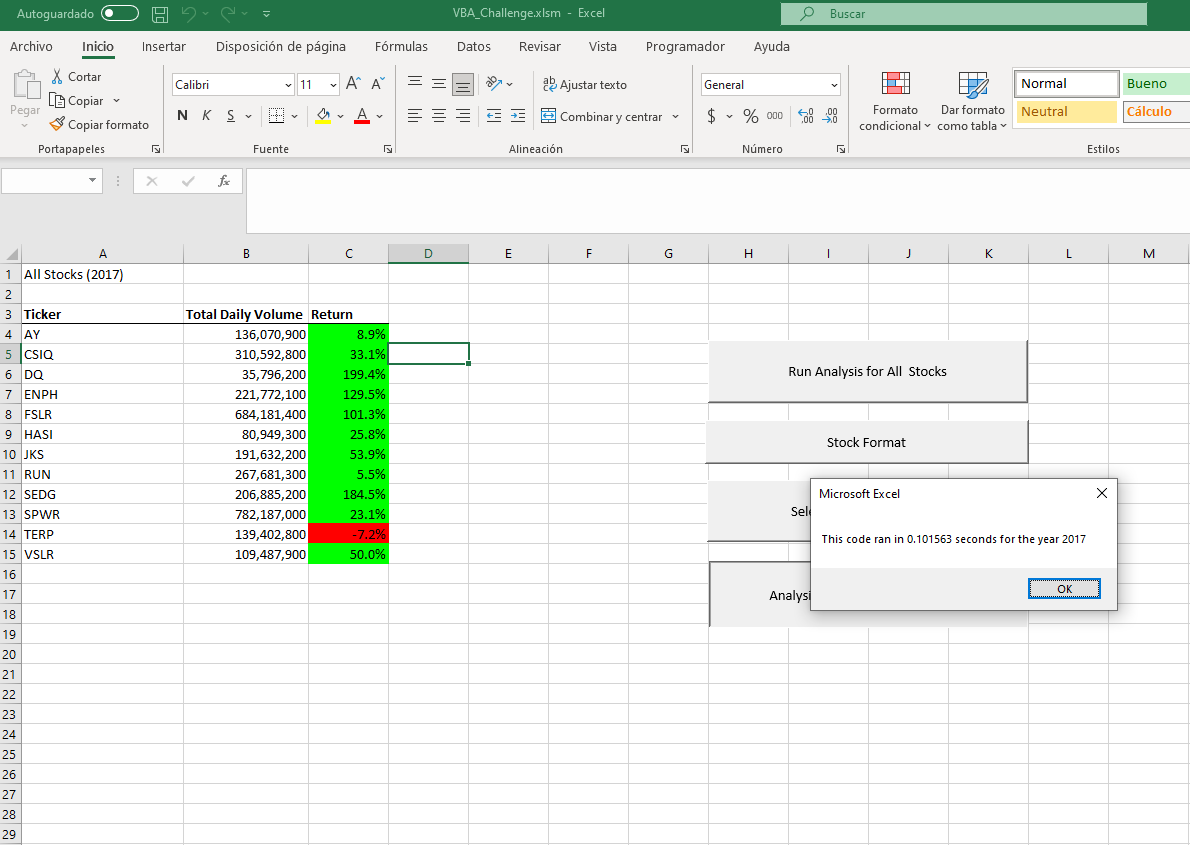 Autoguardado VBA_Challenge.xlsm - Excel Buscar
Archivo Inicio Insertar Disposición de página Fórmulas Datos Revisar Vista Programador Ayuda
Pegar
Cortar
Copiar
Copiar formato
Portapapeles
Calibri 11 A A
N K S A
Fuente
ab Ajustar texto
Combinar y centrar
Alineación
General
$ % 000 ,00 ,00
Número
Formato
condicional
Dar formato
como tabla
Normal Bueno
Neutral Cálculo
Estilos
fx
A B C D E F G H I J K L M
1 All Stocks (2017)
2
3 Ticker Total Daily Volume Return
4 AY 136,070,900 8.9%
5 CSIQ 310,592,800 33.1%
6 DQ 35,796,200 199.4%
7 ENPH 221,772,100 129.5%
8 FSLR 684,181,400 101.3%
9 HASI 80,949,300 25.8%
10 JKS 191,632,200 53.9%
11 RUN 267,681,300 5.5%
12 SEDG 206,885,200 184.5%
13 SPWR 782,187,000 23.1%
14 TERP 139,402,800 -7.2%
15 VSLR 109,487,900 50.0%
16
17
18
19
20
21
22
23
24
25
26
27
28
29
Run Analysis for All Stocks
Stock Format
Microsoft Excel
This code ran in 0.101563 seconds for the year 2017
OK